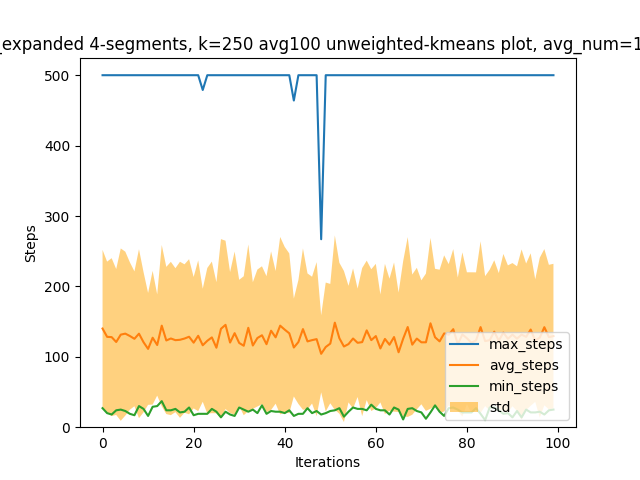 _expanded 4-segments, k=250 avg100 unweighted-kmeans plot, avg_num=1
500
400
300
200
100
0
Steps
0 20 40 60 80 100
Iterations
max_steps
avg_steps
min_steps
std